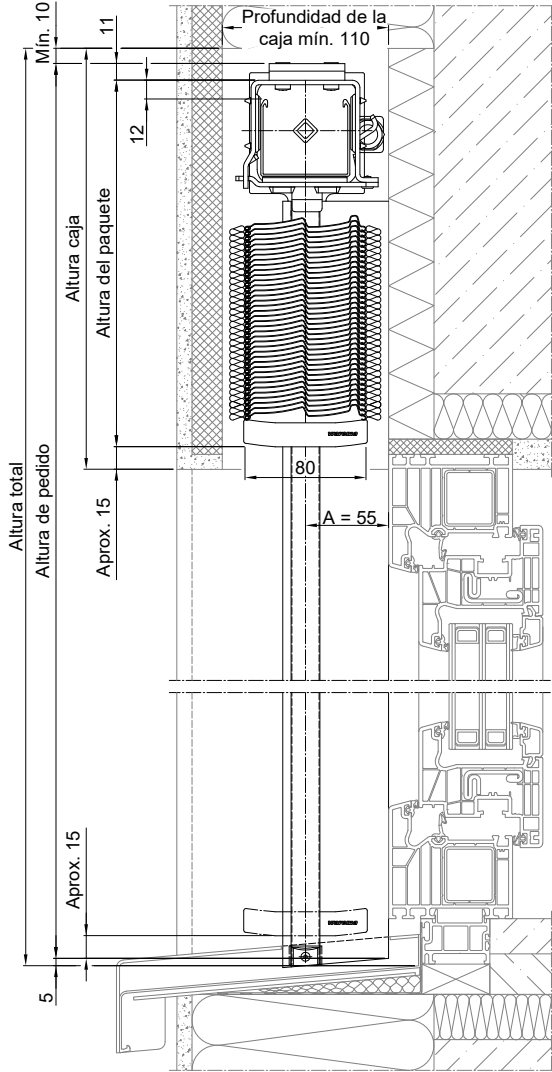 Profundidad de la
caja mín. 110
Mín. 10
11
12
Altura caja
Altura del paquete
Altura total
Altura de pedido
80
Aprox. 15
A = 55
Aprox. 15
5